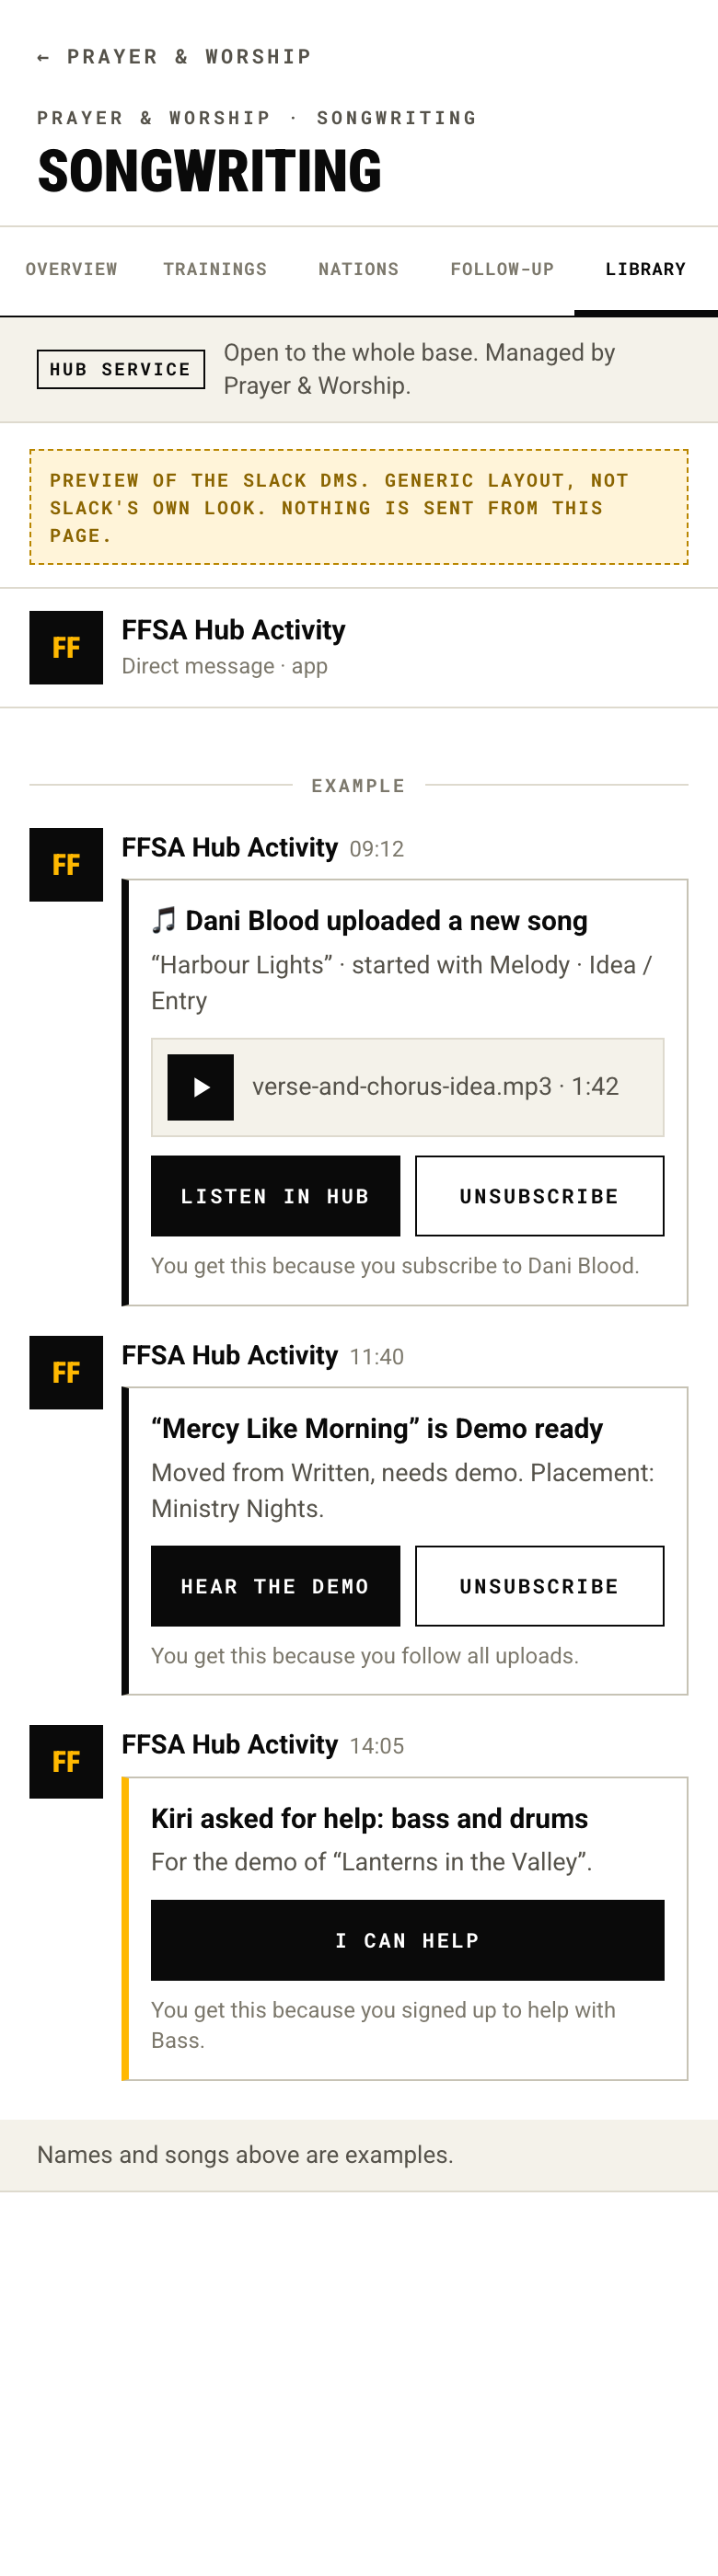 ← PRAYER & WORSHIP
PRAYER & WORSHIP · SONGWRITING
SONGWRITING
OVERVIEW TRAININGS NATIONS FOLLOW-UP LIBRARY
HUB SERVICE
Open to the whole base. Managed by
Prayer & Worship.
PREVIEW OF THE SLACK DMS. GENERIC LAYOUT, NOT
SLACK'S OWN LOOK. NOTHING IS SENT FROM THIS
PAGE.
FF
FFSA Hub Activity
Direct message · app
EXAMPLE
FF
FFSA Hub Activity 09:12
🎵 Dani Blood uploaded a new song
“Harbour Lights” · started with Melody · Idea /
Entry
verse-and-chorus-idea.mp3 · 1:42
LISTEN IN HUB UNSUBSCRIBE
You get this because you subscribe to Dani Blood.
FF
FFSA Hub Activity 11:40
“Mercy Like Morning” is Demo ready
Moved from Written, needs demo. Placement:
Ministry Nights.
HEAR THE DEMO UNSUBSCRIBE
You get this because you follow all uploads.
FF
FFSA Hub Activity 14:05
Kiri asked for help: bass and drums
For the demo of “Lanterns in the Valley”.
I CAN HELP
You get this because you signed up to help with
Bass.
Names and songs above are examples.